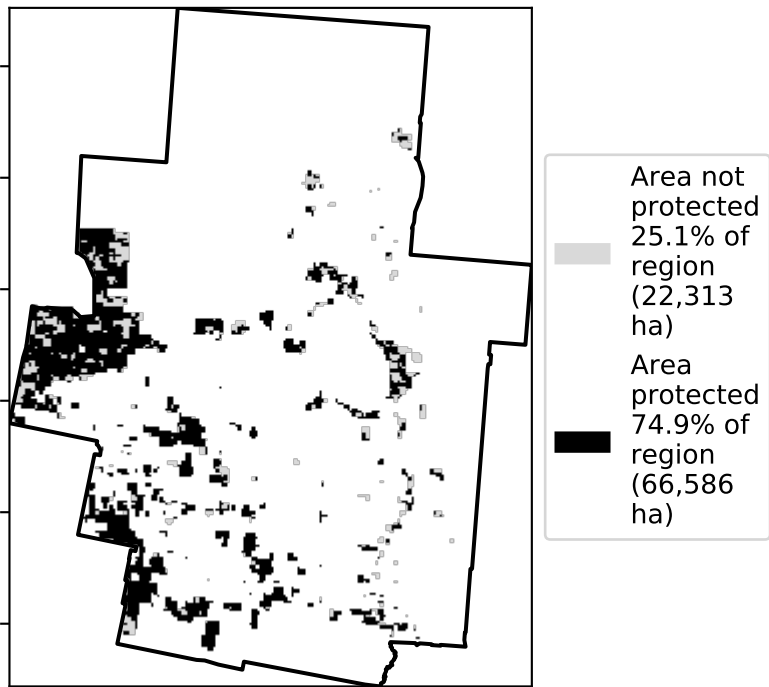 Area not
protected
25.1% of
region
(22,313
ha)
Area
protected
74.9% of
region
(66,586
ha)